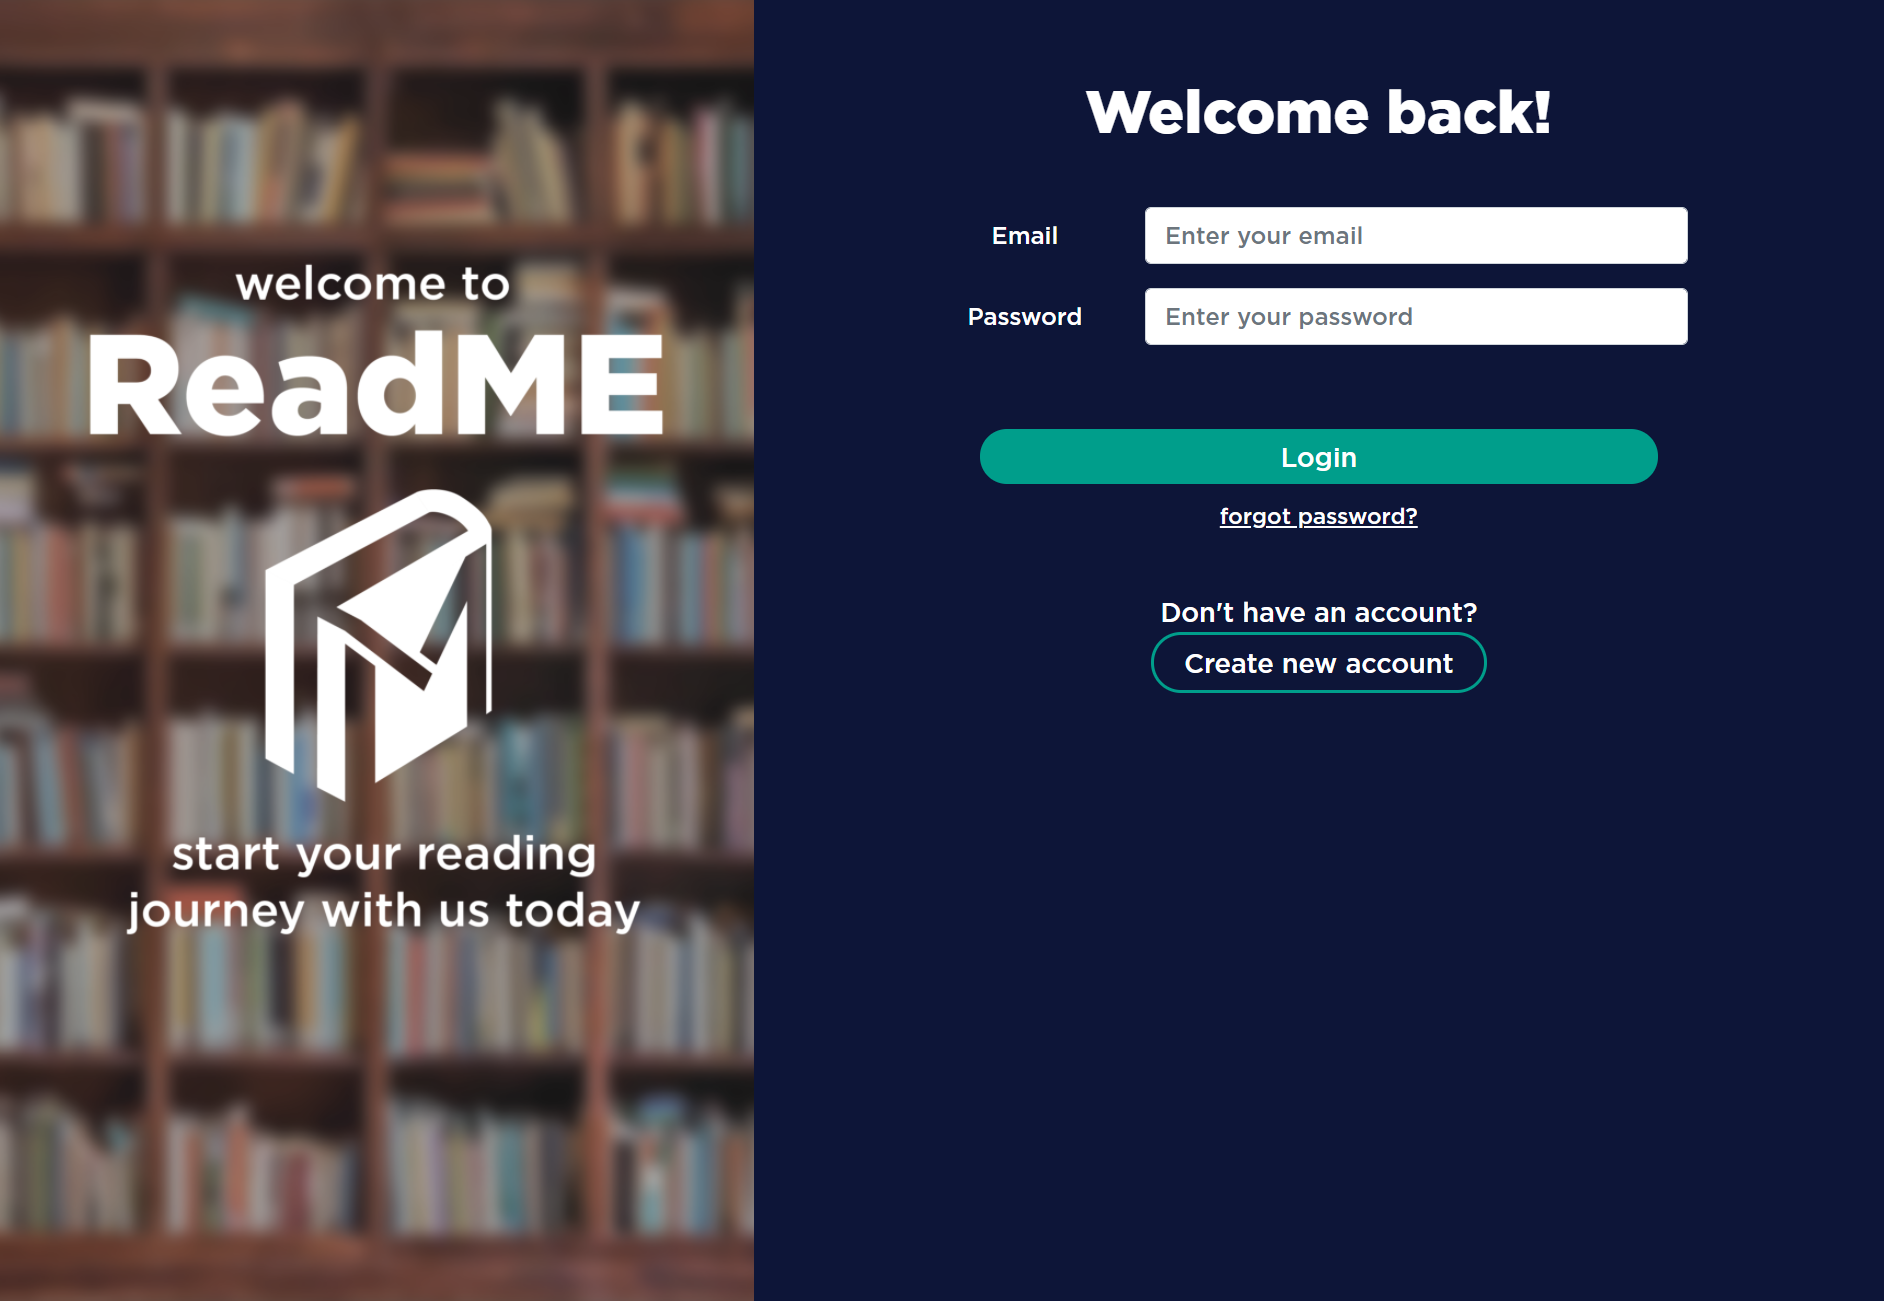 welcome to
ReadME
start your reading
journey with us today
Welcome back!
Email
Enter your email
Password
Enter your password
Login
forgot password?
Don't have an account?
Create new account